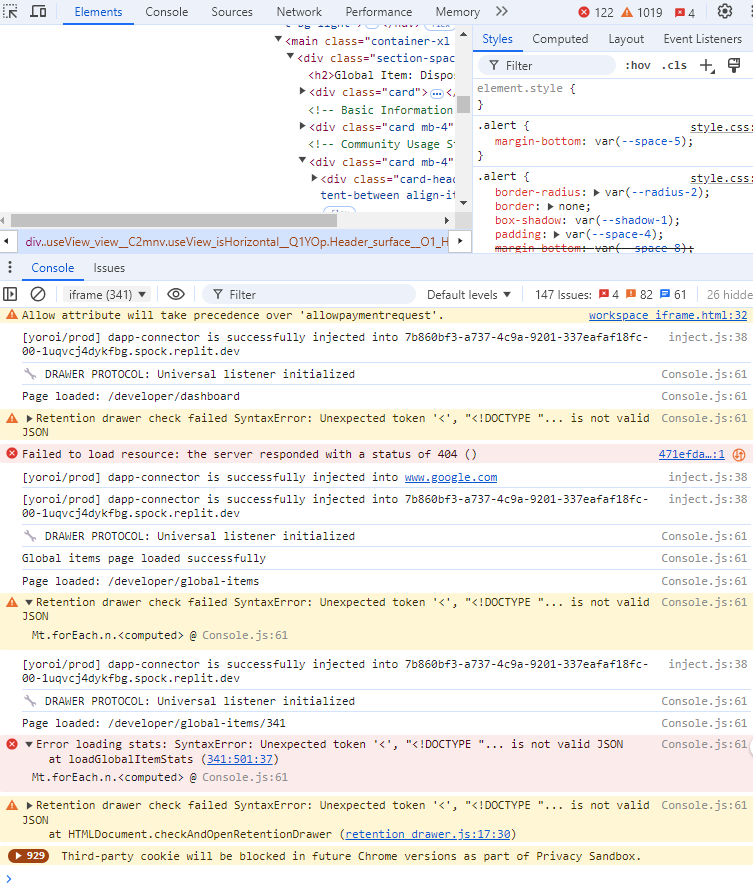 Elements Console Sources Network Performance Memory 122 1019 4
<main class="container-xl
<div class="section-spac
<h2>Global Item: Dispos
<div class="card"> </
<!-- Basic Information
<div class="card mb-4"
<!-- Community Usage St
<div class="card mb-4"
<div class="card-head
tent-between align-it
div..useView_view__C2mnv.useView_isHorizontal__Q1YOp.Header_surface__O1_H
Styles Computed Layout Event Listeners
Filter :hov .cls
element.style {
}
.alert { style.css:
margin-bottom: var(--space-5);
}
.alert { style.css:
border-radius: var(--radius-2);
border: none;
box-shadow: var(--shadow-1);
padding: var(--space-4);
margin-bottom: var(--space-8);
Console Issues
iframe (341) Filter Default levels 147 Issues: 4 82 61 26 hidde
Allow attribute will take precedence over 'allowpaymentrequest'. workspace_iframe.html:32
[yoroi/prod] dapp-connector is successfully injected into 7b860bf3-a737-4c9a-9201-337eafaf18fc- inject.js:38
00-1uqvcj4dykfbg.spock.replit.dev
🔧 DRAWER PROTOCOL: Universal listener initialized Console.js:61
Page loaded: /developer/dashboard Console.js:61
Retention drawer check failed SyntaxError: Unexpected token '<', "<!DOCTYPE "... is not valid Console.js:61
JSON
Failed to load resource: the server responded with a status of 404 () 471efda…:1
[yoroi/prod] dapp-connector is successfully injected into www.google.com inject.js:38
[yoroi/prod] dapp-connector is successfully injected into 7b860bf3-a737-4c9a-9201-337eafaf18fc- inject.js:38
00-1uqvcj4dykfbg.spock.replit.dev
🔧 DRAWER PROTOCOL: Universal listener initialized Console.js:61
Global items page loaded successfully Console.js:61
Page loaded: /developer/global-items Console.js:61
Retention drawer check failed SyntaxError: Unexpected token '<', "<!DOCTYPE "... is not valid Console.js:61
JSON
Mt.forEach.n.<computed> @ Console.js:61
[yoroi/prod] dapp-connector is successfully injected into 7b860bf3-a737-4c9a-9201-337eafaf18fc- inject.js:38
00-1uqvcj4dykfbg.spock.replit.dev
🔧 DRAWER PROTOCOL: Universal listener initialized Console.js:61
Page loaded: /developer/global-items/341 Console.js:61
Error loading stats: SyntaxError: Unexpected token '<', "<!DOCTYPE "... is not valid JSON Console.js:61
at loadGlobalItemStats (341:501:37)
Mt.forEach.n.<computed> @ Console.js:61
Retention drawer check failed SyntaxError: Unexpected token '<', "<!DOCTYPE "... is not valid Console.js:61
JSON
at HTMLDocument.checkAndOpenRetentionDrawer (retention_drawer.js:17:30)
929 Third-party cookie will be blocked in future Chrome versions as part of Privacy Sandbox.